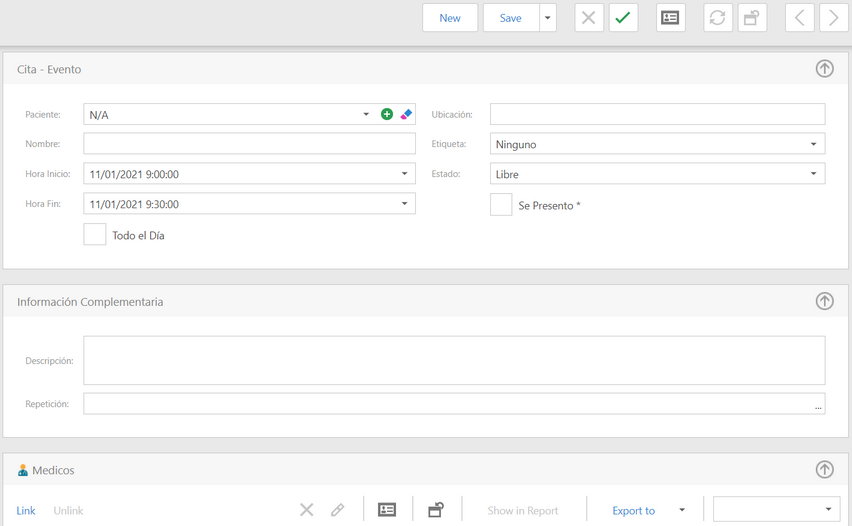 New Save
Cita - Evento
Paciente: N/A Ubicación:
Nombre: Etiqueta: Ninguno
Hora Inicio: 11/01/2021 9:00:00 Estado: Libre
Hora Fin: 11/01/2021 9:30:00 Se Presento *
Todo el Día
Información Complementaria
Descripción:
Repetición: ...
Medicos
Link Unlink Show in Report Export to